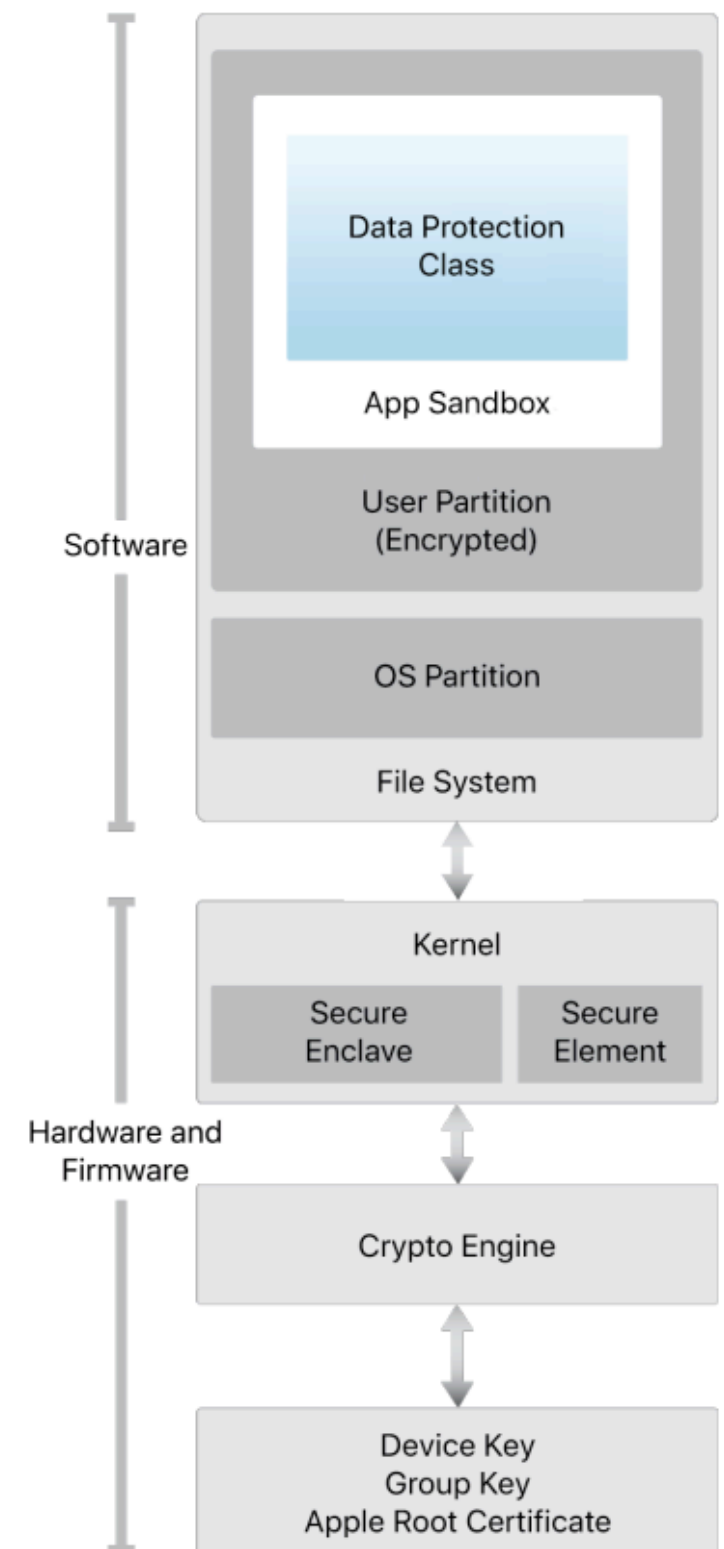 Data Protection
Class
App Sandbox
User Partition
(Encrypted)
Software
OS Partition
File System
Kernel
Secure
Enclave
Secure
Element
Hardware and
Firmware
Crypto Engine
Device Key
Group Key
Apple Root Certificate